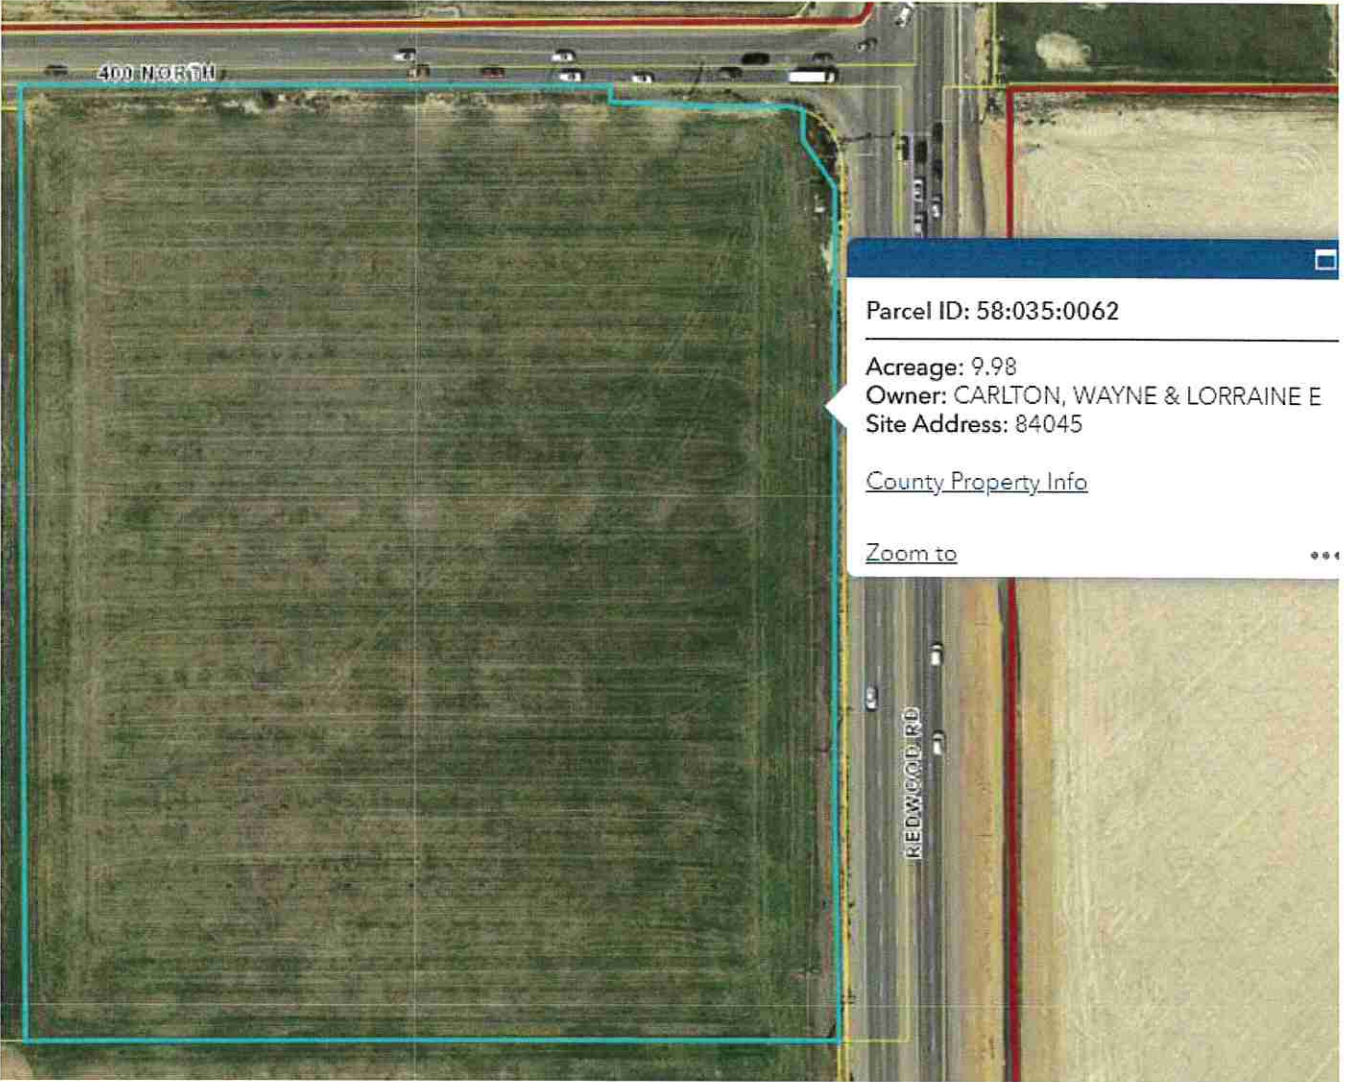 400 NORTH
Parcel ID: 58:035:0062
Acreage: 9.98
Owner: CARLTON, WAYNE & LORRAINE E
Site Address: 84045
County Property Info
Zoom to
REDWOOD RD